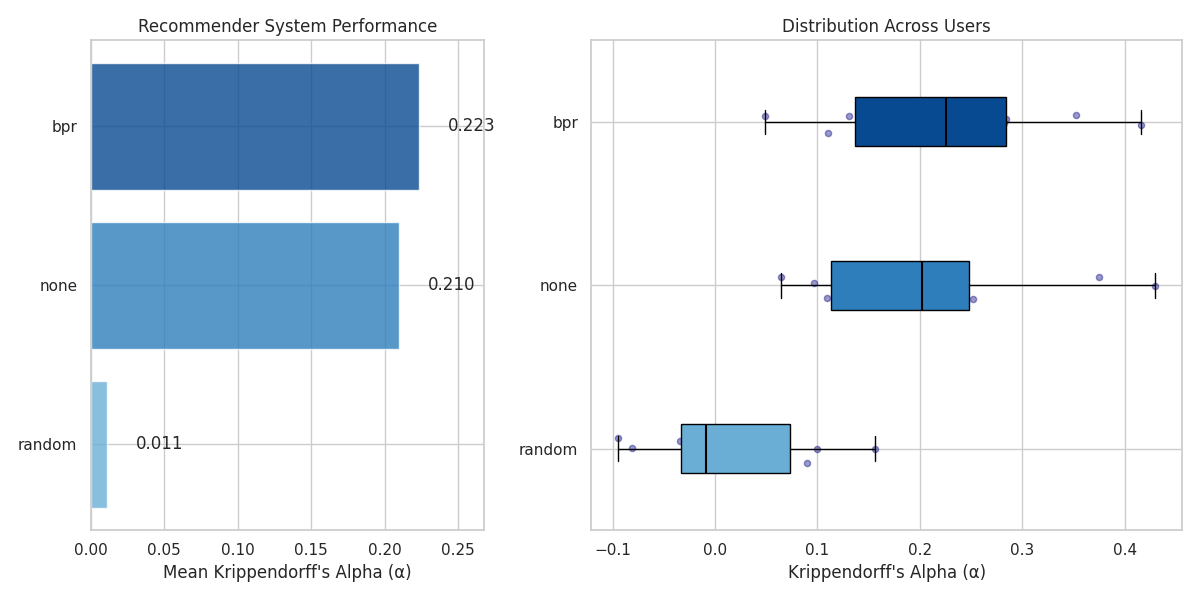 Recommender System Performance
bpr
0.223
none
0.210
random
0.011
0.00 0.05 0.10 0.15 0.20 0.25
Mean Krippendorff's Alpha (α)
Distribution Across Users
bpr
none
random
−0.1 0.0 0.1 0.2 0.3 0.4
Krippendorff's Alpha (α)